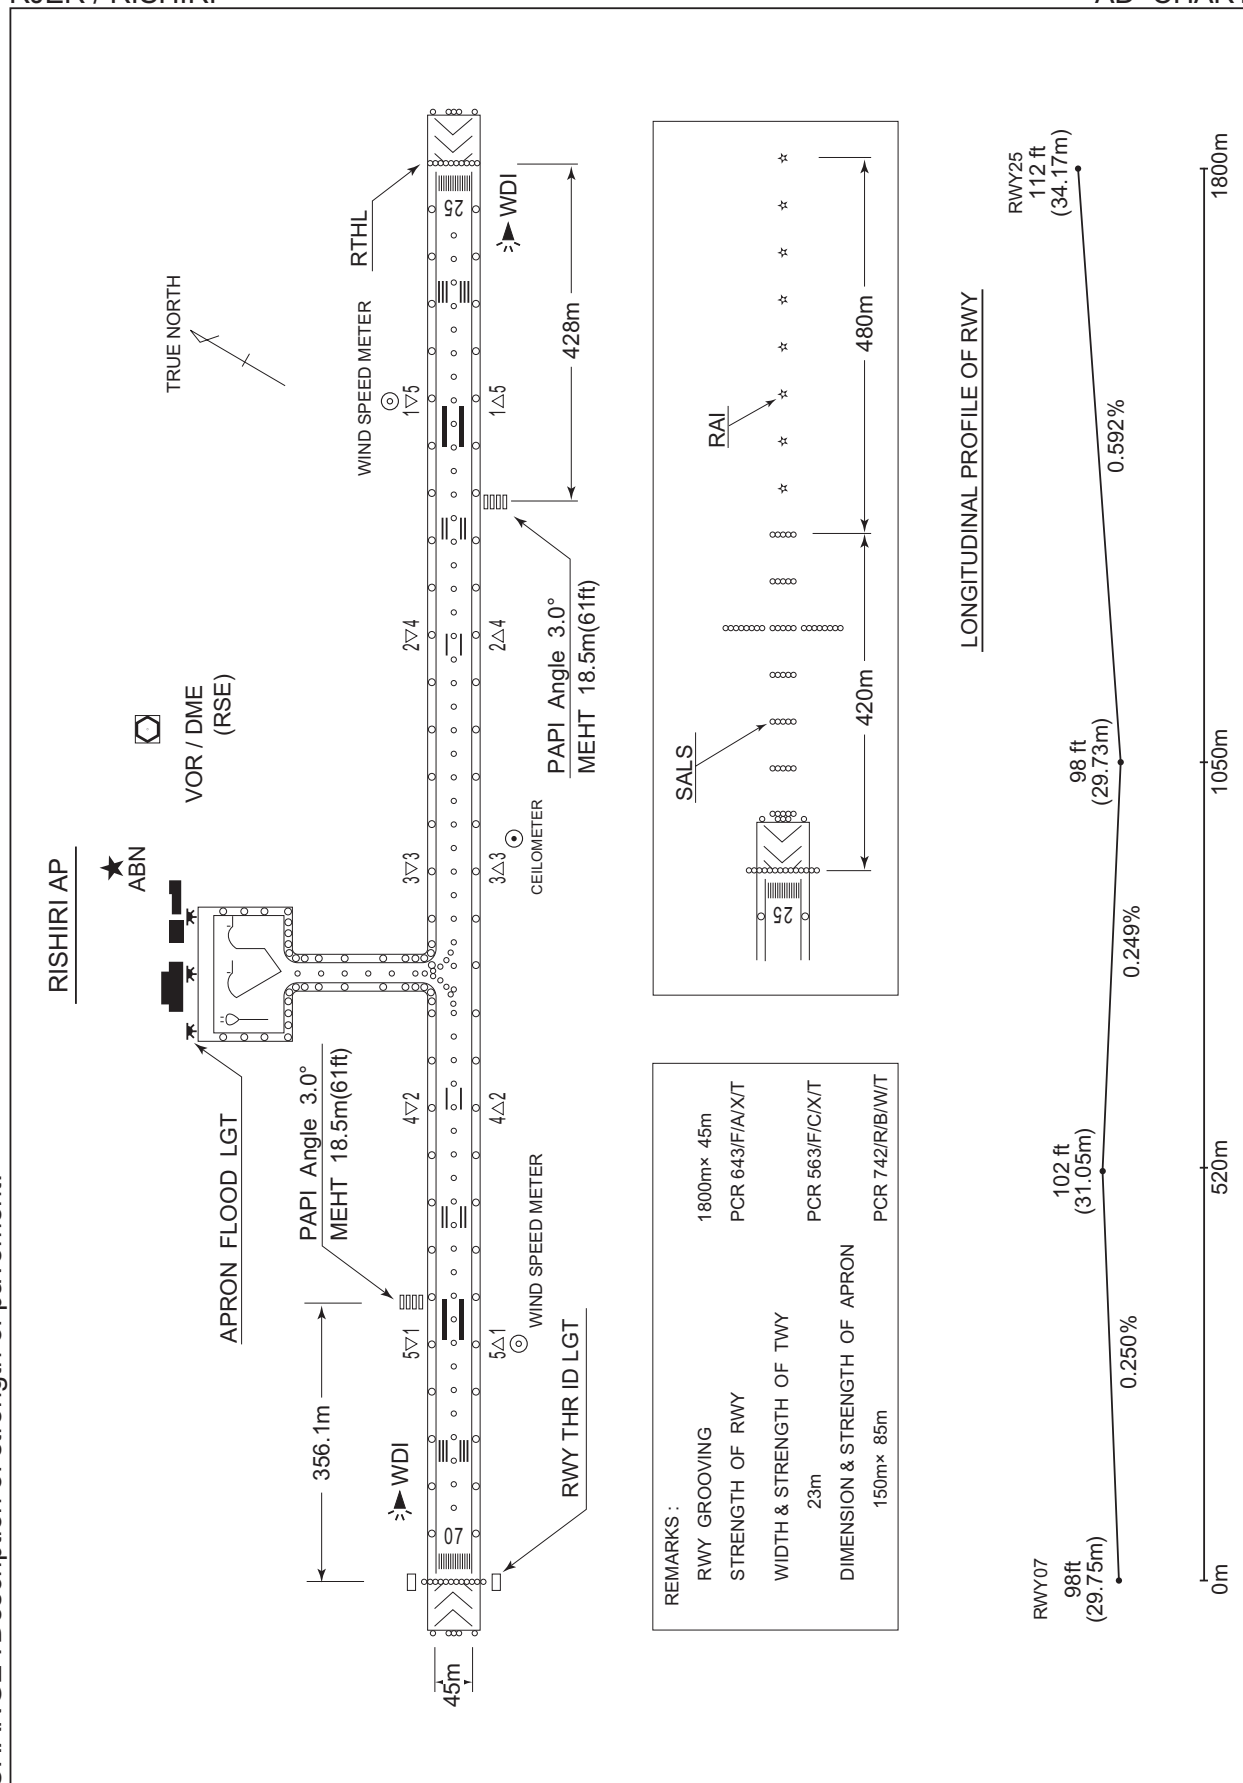 RISHIRI AP
TRUE NORTH
ABN
VOR / DME
(RSE)
APRON FLOOD LGT
PAPI Angle 3.0°
MEHT 18.5m(61ft)
356.1m
WIND SPEED METER
RTHL
WDI
5▽1
4▽2
3▽3
2▽4
1▽5
07
25
45m
5△1
4△2
3△3
2△4
1△5
WIND SPEED METER
CEILOMETER
WDI
428m
RWY THR ID LGT
PAPI Angle 3.0°
MEHT 18.5m(61ft)
REMARKS :
RWY GROOVING 1800m× 45m
STRENGTH OF RWY PCR 643/F/A/X/T
WIDTH & STRENGTH OF TWY
23m PCR 563/F/C/X/T
DIMENSION & STRENGTH OF APRON
150m× 85m PCR 742/R/B/W/T
SALS
RAI
25
420m
480m
LONGITUDINAL PROFILE OF RWY
RWY07
98ft
(29.75m)
102 ft
(31.05m)
98 ft
(29.73m)
RWY25
112 ft
(34.17m)
0.250%
0.249%
0.592%
0m
520m
1050m
1800m